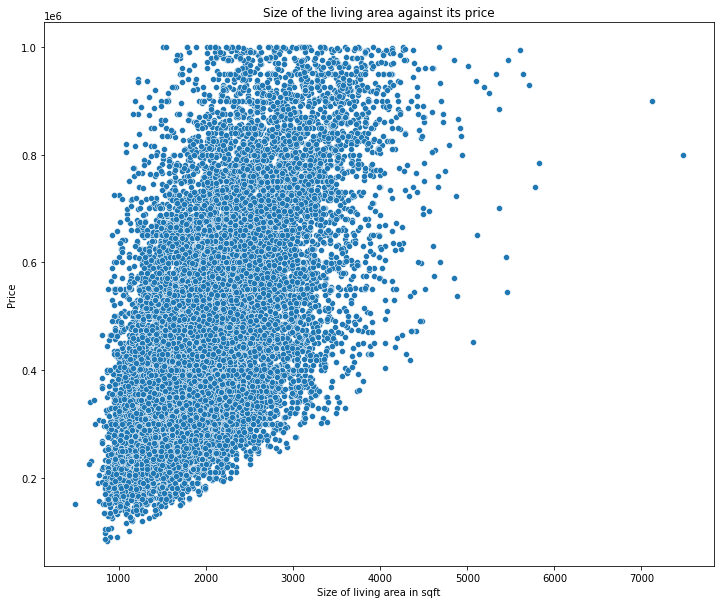 Size of the living area against its price
1e6
1.0
0.8
0.6
0.4
0.2
Price
1000 2000 3000 4000 5000 6000 7000
Size of living area in sqft